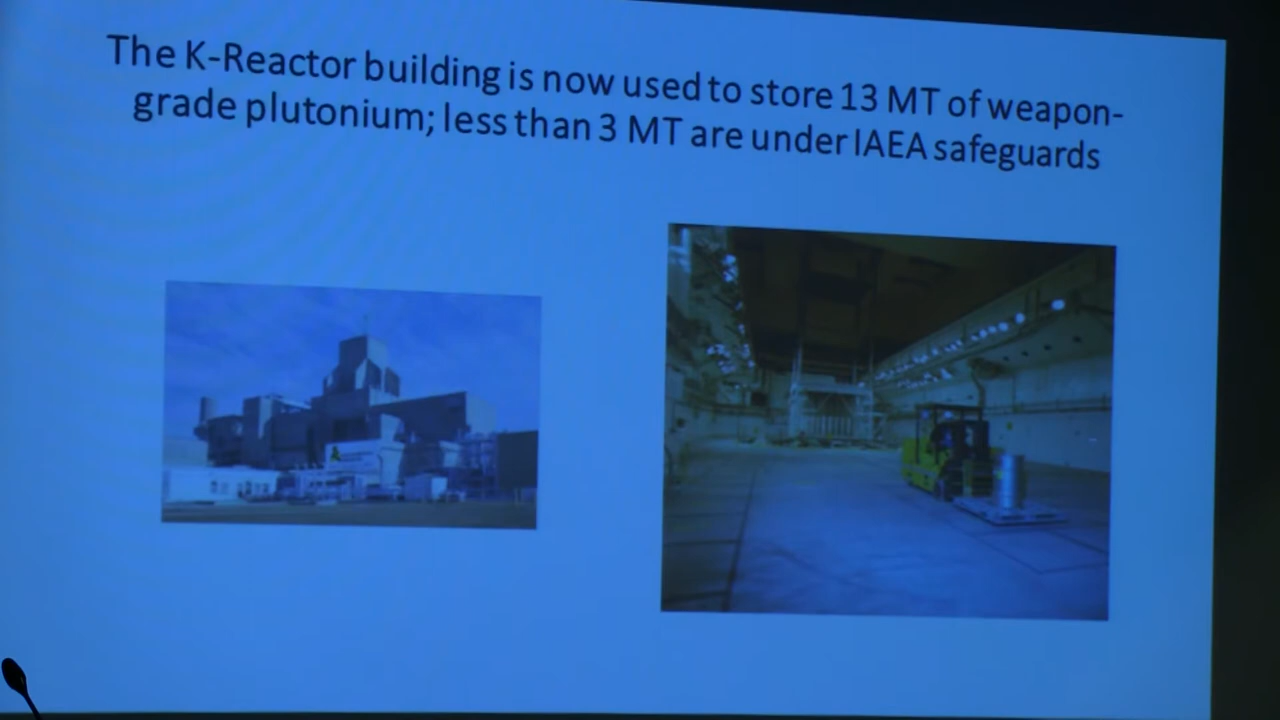 The K-Reactor building is now used to store 13 MT of weapon-
grade plutonium; less than 3 MT are under IAEA safeguards